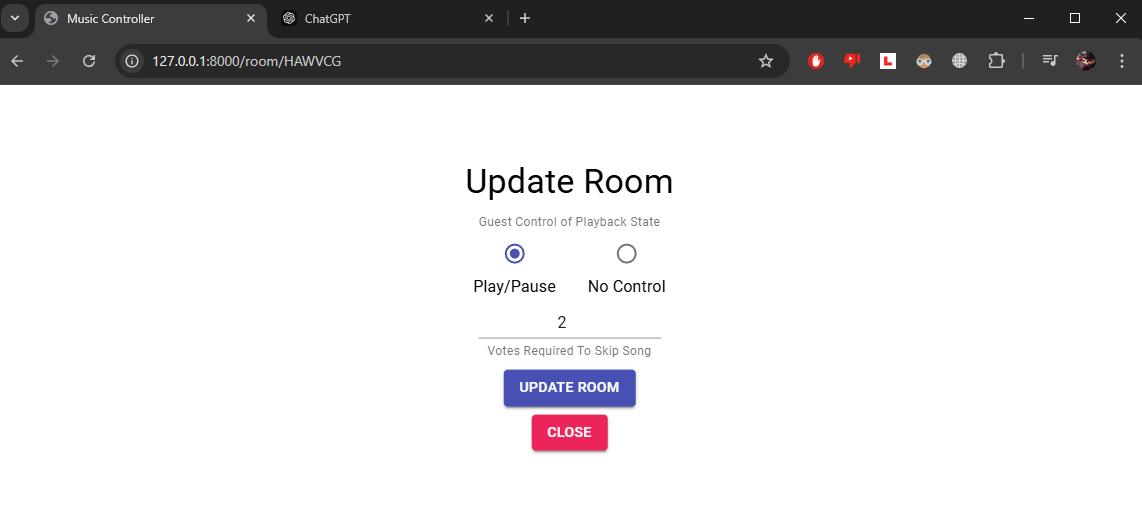 Music Controller
ChatGPT
127.0.0.1:8000/room/HAWVCG
Update Room
Guest Control of Playback State
Play/Pause No Control
2
Votes Required To Skip Song
UPDATE ROOM
CLOSE